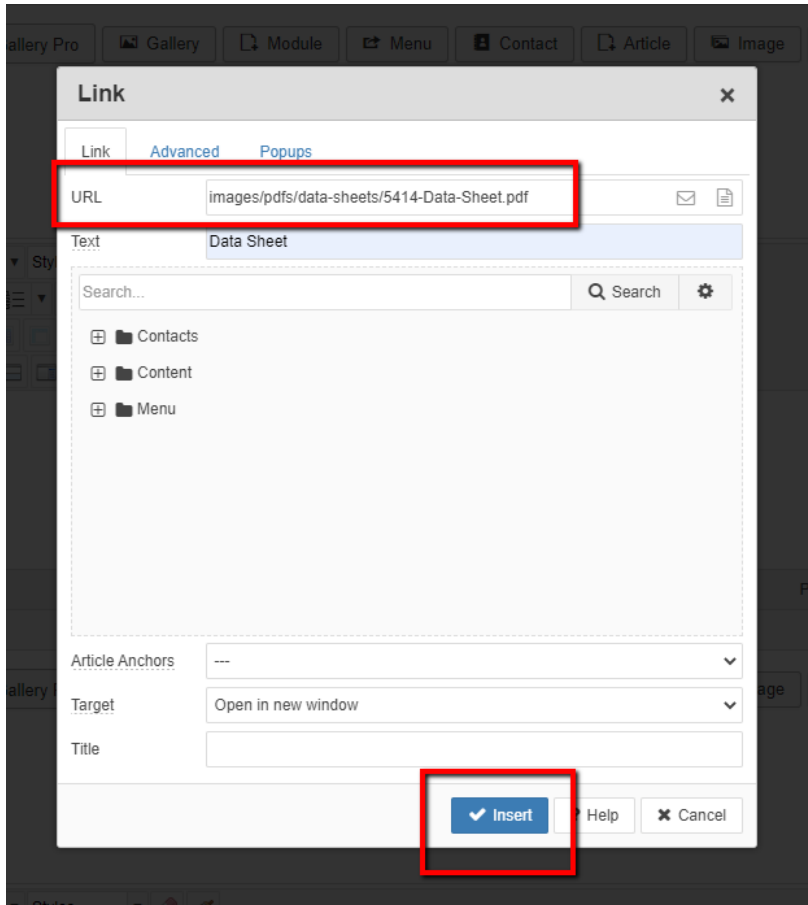 allery Pro Gallery Module Menu Contact Article Image
Link
Link Advanced Popups
URL images/pdfs/data-sheets/5414-Data-Sheet.pdf
Text Data Sheet
Sty
Search... Search
Contacts
Content
Menu
Article Anchors ---
allery age
Target Open in new window
Title
Insert Help Cancel
Styles